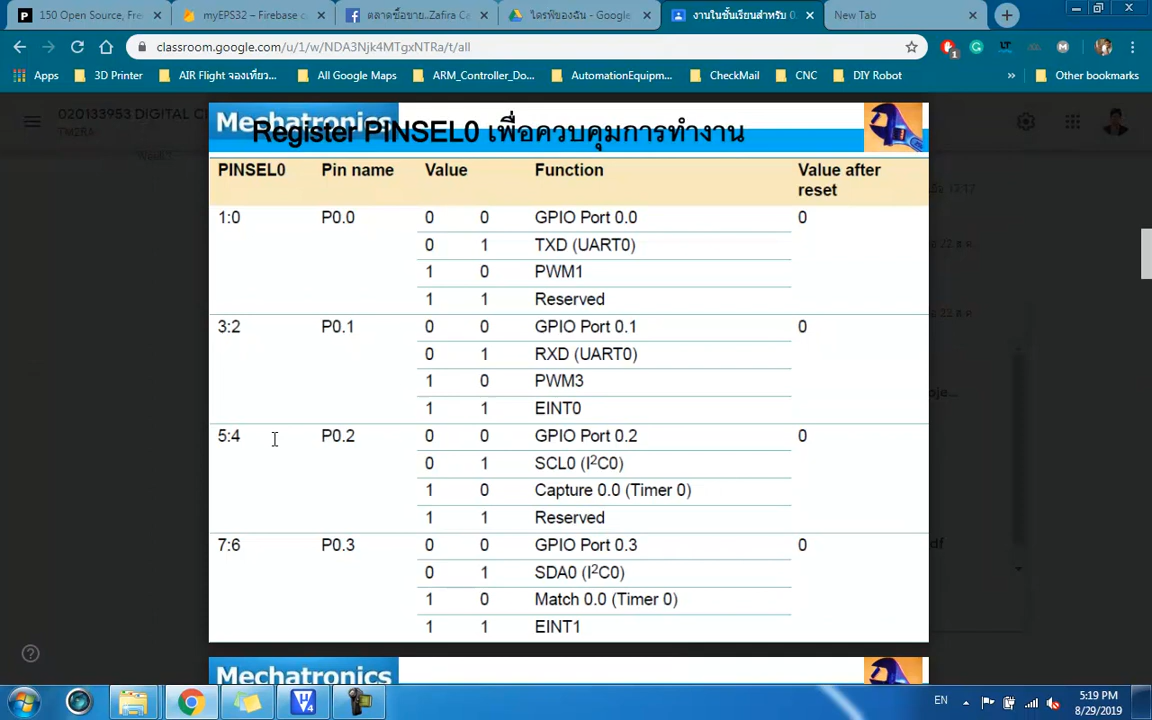 150 Open Source, Fre
myEPS32 – Firebase c
ตลาดซื้อขาย..Zafira C
ไดรฟ์ของฉัน - Google
งานในชั้นเรียนสำหรับ 0
New Tab
classroom.google.com/u/1/w/NDA3Njk4MTgxNTRa/t/all
Apps
3D Printer
AIR Flight จองเที่ยว...
All Google Maps
ARM_Controller_Do...
AutomationEquipm...
CheckMail
CNC
DIY Robot
»
Other bookmarks
020133953 DIGITAL CI
TM2RA
Mechatronics
Register PINSEL0 เพื่อควบคุมการทำงาน
PINSEL0 Pin name Value Function Value after reset
1:0 P0.0 0 0 GPIO Port 0.0 0
0 1 TXD (UART0)
1 0 PWM1
1 1 Reserved
3:2 P0.1 0 0 GPIO Port 0.1 0
0 1 RXD (UART0)
1 0 PWM3
1 1 EINT0
5:4 P0.2 0 0 GPIO Port 0.2 0
0 1 SCL0 (I²C0)
1 0 Capture 0.0 (Timer 0)
1 1 Reserved
7:6 P0.3 0 0 GPIO Port 0.3 0
0 1 SDA0 (I²C0)
1 0 Match 0.0 (Timer 0)
1 1 EINT1
Mechatronics
EN
5:19 PM
8/29/2019